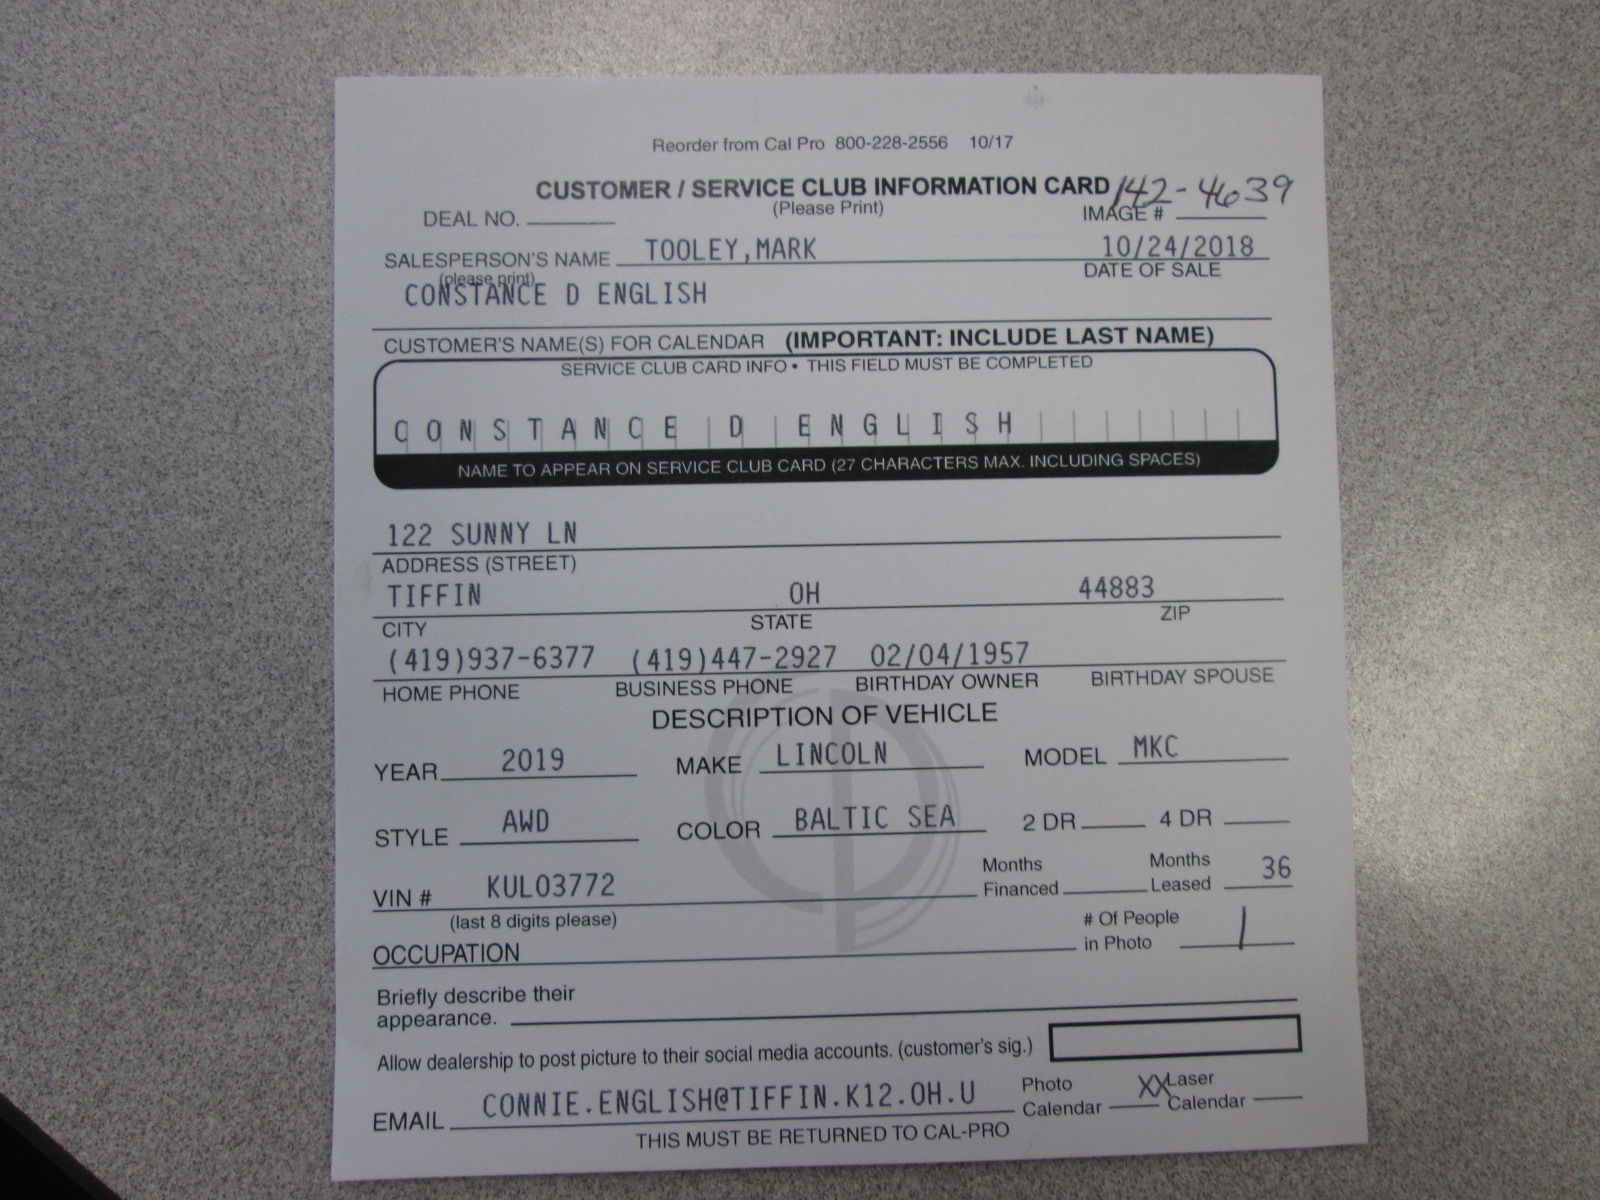 Reorder from Cal Pro 800-228-2556 10/17
CUSTOMER / SERVICE CLUB INFORMATION CARD 142-4639
(Please Print)
DEAL NO. IMAGE #
SALESPERSON'S NAME TOOLEY,MARK 10/24/2018
(please print) DATE OF SALE
CONSTANCE D ENGLISH
CUSTOMER'S NAME(S) FOR CALENDAR (IMPORTANT: INCLUDE LAST NAME)
SERVICE CLUB CARD INFO • THIS FIELD MUST BE COMPLETED
CONSTANCE D ENGLISH
NAME TO APPEAR ON SERVICE CLUB CARD (27 CHARACTERS MAX. INCLUDING SPACES)
122 SUNNY LN
ADDRESS (STREET)
TIFFIN OH 44883
CITY STATE ZIP
(419)937-6377 (419)447-2927 02/04/1957
HOME PHONE BUSINESS PHONE BIRTHDAY OWNER BIRTHDAY SPOUSE
DESCRIPTION OF VEHICLE
YEAR 2019 MAKE LINCOLN MODEL MKC
STYLE AWD COLOR BALTIC SEA 2 DR 4 DR
VIN # KUL03772 Months Financed Months Leased 36
(last 8 digits please)
OCCUPATION # Of People in Photo 1
Briefly describe their
appearance.
Allow dealership to post picture to their social media accounts. (customer's sig.)
EMAIL CONNIE.ENGLISH@TIFFIN.K12.OH.U Photo Calendar XX Laser Calendar
THIS MUST BE RETURNED TO CAL-PRO